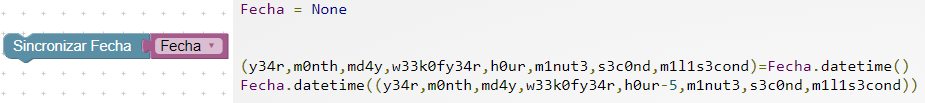 Fecha = None
Sincronizar Fecha Fecha
(y34r,m0nth,md4y,w33k0fy34r,h0ur,m1nut3,s3c0nd,m1l1s3cond)=Fecha.datetime()
Fecha.datetime((y34r,m0nth,md4y,w33k0fy34r,h0ur-5,m1nut3,s3c0nd,m1l1s3cond))